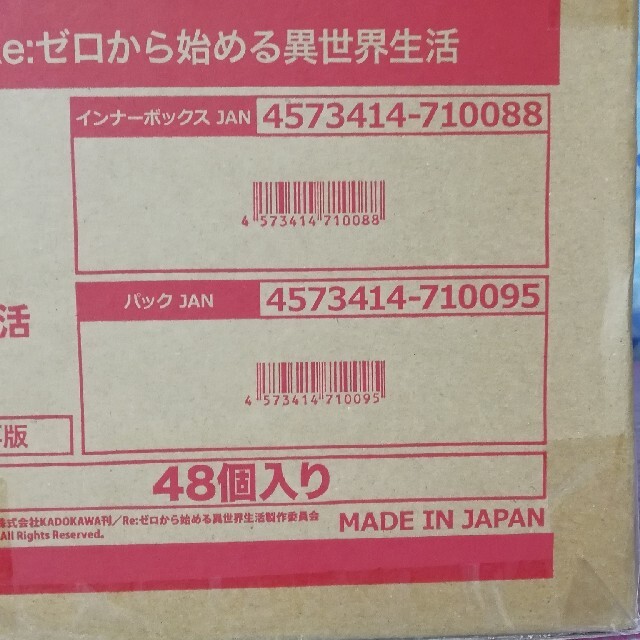 Re:ゼロから始める異世界生活
インナーボックス JAN 4573414-710088
4 573414 710088
パック JAN 4573414-710095
活
4 573414 710095
版
48個入り
株式会社KADOKAWA刊/Re:ゼロから始める異世界生活製作委員会
All Rights Reserved.
MADE IN JAPAN